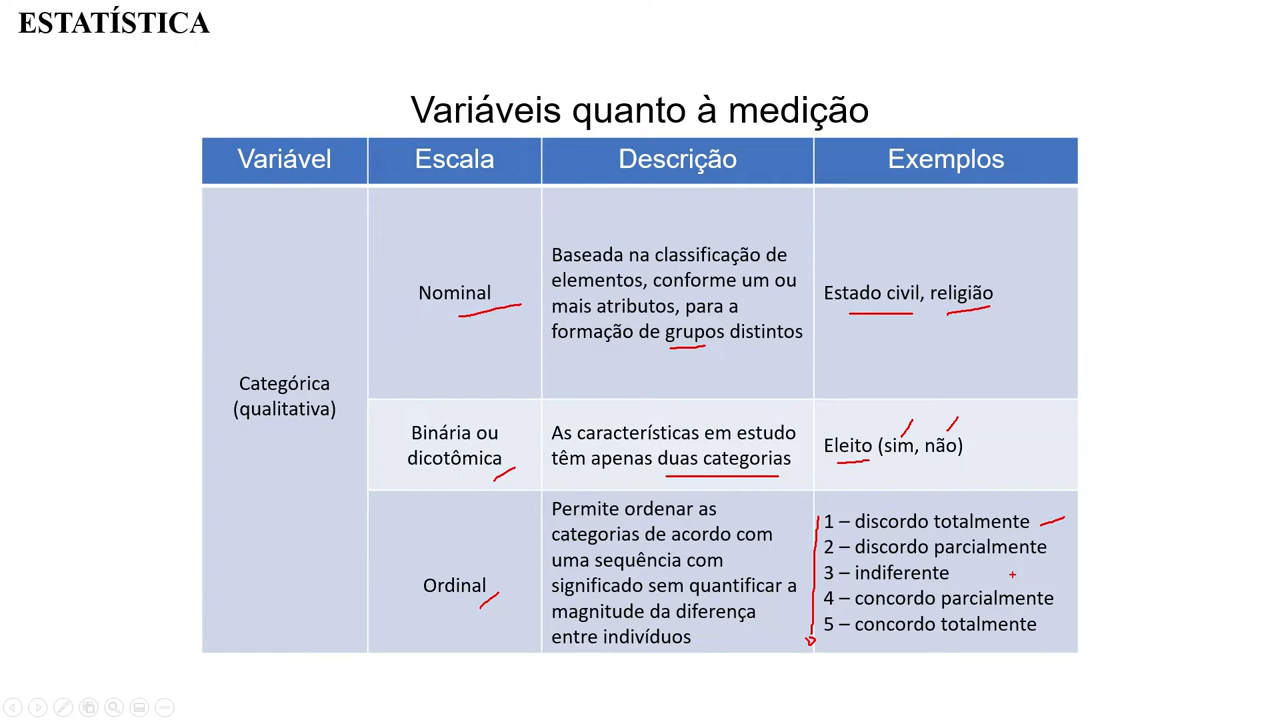 ESTATÍSTICA
Variáveis quanto à medição
Variável
Escala
Descrição
Exemplos
Categórica
(qualitativa)
Nominal
Baseada na classificação de
elementos, conforme um ou
mais atributos, para a
formação de grupos distintos
Estado civil, religião
Binária ou
dicotômica
As características em estudo
têm apenas duas categorias
Eleito (sim, não)
Ordinal
Permite ordenar as
categorias de acordo com
uma sequência com
significado sem quantificar a
magnitude da diferença
entre indivíduos
1 – discordo totalmente
2 – discordo parcialmente
3 – indiferente
4 – concordo parcialmente
5 – concordo totalmente